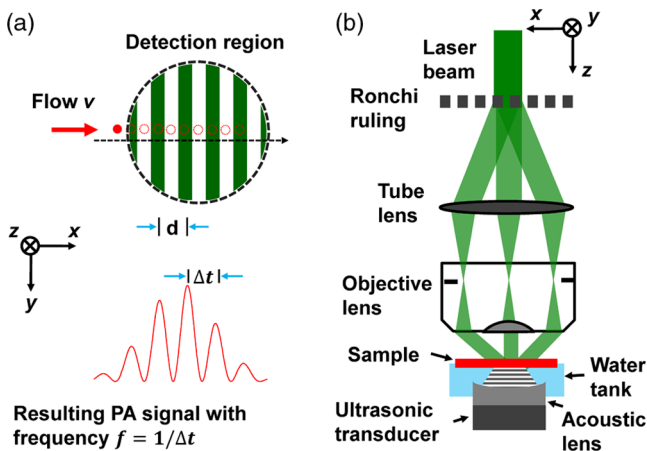 (a)
Detection region
Flow v
d
z
x
y
Δt
Resulting PA signal with
frequency f = 1/Δt
(b)
x
y
z
Laser
beam
Ronchi
ruling
Tube
lens
Objective
lens
Sample
Water
tank
Ultrasonic
transducer
Acoustic
lens